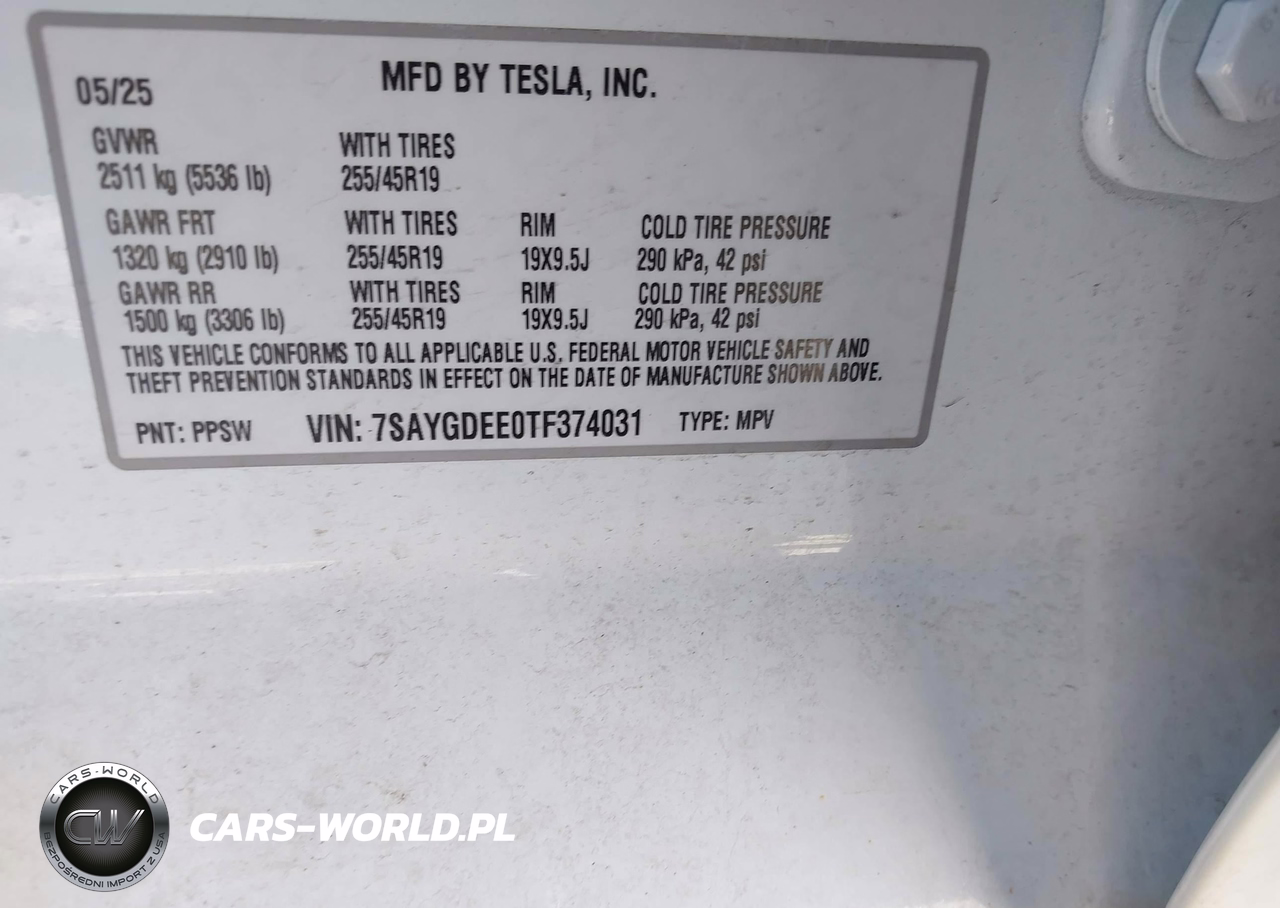 05/25 MFD BY TESLA, INC.
GVWR WITH TIRES
2511 kg (5536 lb) 255/45R19
GAWR FRT WITH TIRES RIM COLD TIRE PRESSURE
1320 kg (2910 lb) 255/45R19 19X9.5J 290 kPa, 42 psi
GAWR RR WITH TIRES RIM COLD TIRE PRESSURE
1500 kg (3306 lb) 255/45R19 19X9.5J 290 kPa, 42 psi
THIS VEHICLE CONFORMS TO ALL APPLICABLE U.S. FEDERAL MOTOR VEHICLE SAFETY AND
THEFT PREVENTION STANDARDS IN EFFECT ON THE DATE OF MANUFACTURE SHOWN ABOVE.
PNT: PPSW VIN: 7SAYGDEE0TF374031 TYPE: MPV
CARS-WORLD
CW
BEZPOŚREDNI IMPORT Z USA
CARS-WORLD.PL